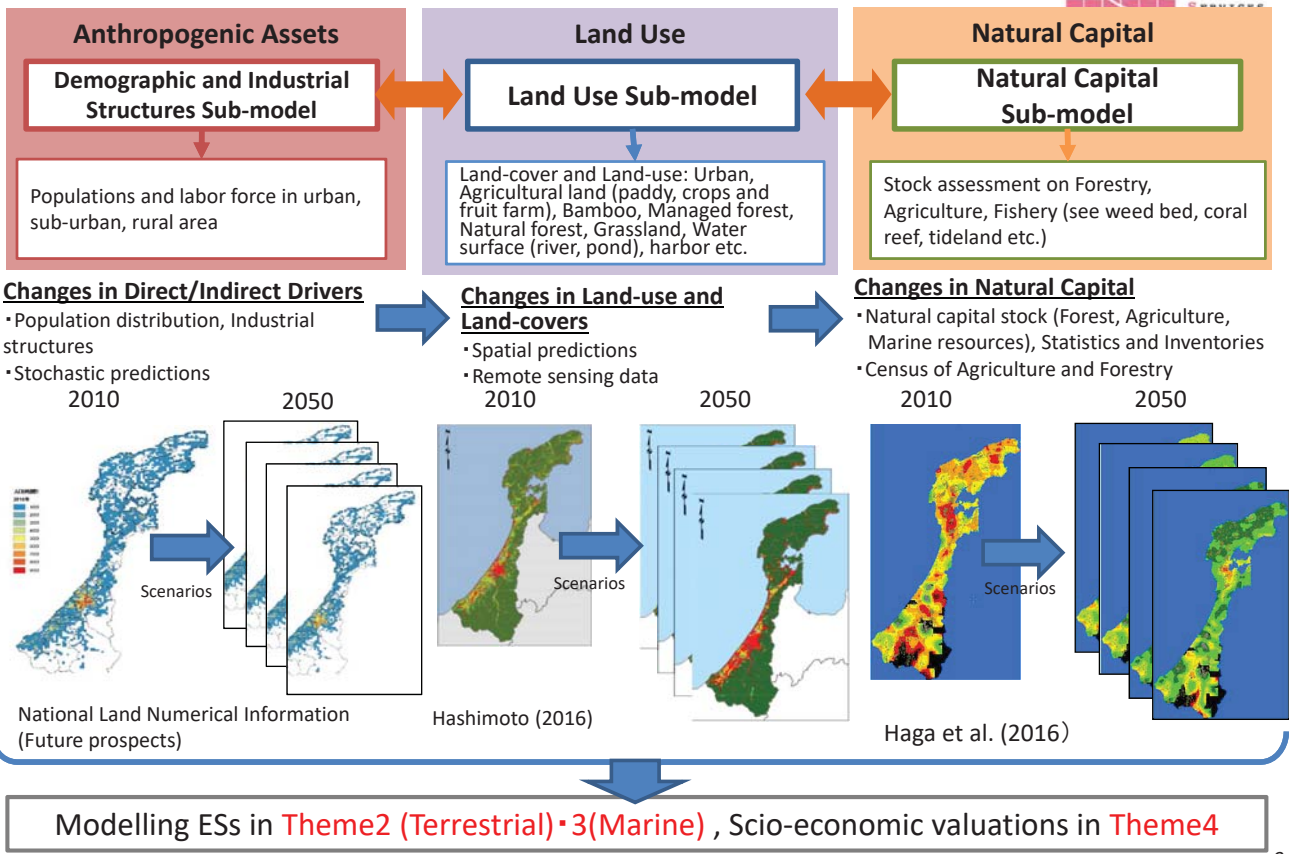 SERVICES
Anthropogenic Assets
Demographic and Industrial
Structures Sub-model
Populations and labor force in urban,
sub-urban, rural area
Land Use
Land Use Sub-model
Land-cover and Land-use: Urban,
Agricultural land (paddy, crops and
fruit farm), Bamboo, Managed forest,
Natural forest, Grassland, Water
surface (river, pond), harbor etc.
Natural Capital
Natural Capital
Sub-model
Stock assessment on Forestry,
Agriculture, Fishery (see weed bed, coral
reef, tideland etc.)
Changes in Direct/Indirect Drivers
・Population distribution, Industrial
structures
・Stochastic predictions
2010
2050
Scenarios
National Land Numerical Information
(Future prospects)
Changes in Land-use and
Land-covers
・Spatial predictions
・Remote sensing data
2010
2050
Scenarios
Hashimoto (2016)
Changes in Natural Capital
・Natural capital stock (Forest, Agriculture,
Marine resources), Statistics and Inventories
・Census of Agriculture and Forestry
2010
2050
Scenarios
Haga et al. (2016）
Modelling ESs in Theme2 (Terrestrial)・3(Marine) , Scio-economic valuations in Theme4